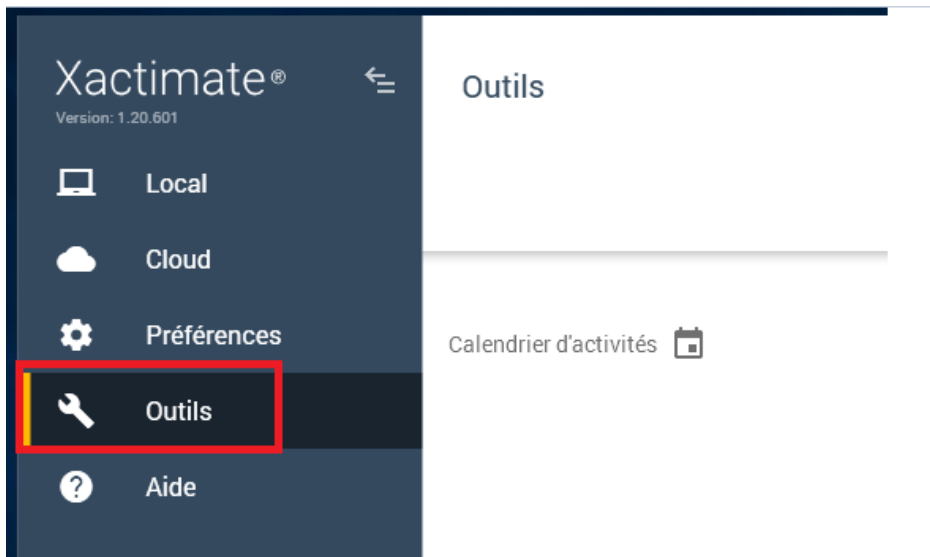 Xactimate®
Version: 1.20.601
Local
Cloud
Préférences
Outils
Aide
Outils
Calendrier d'activités